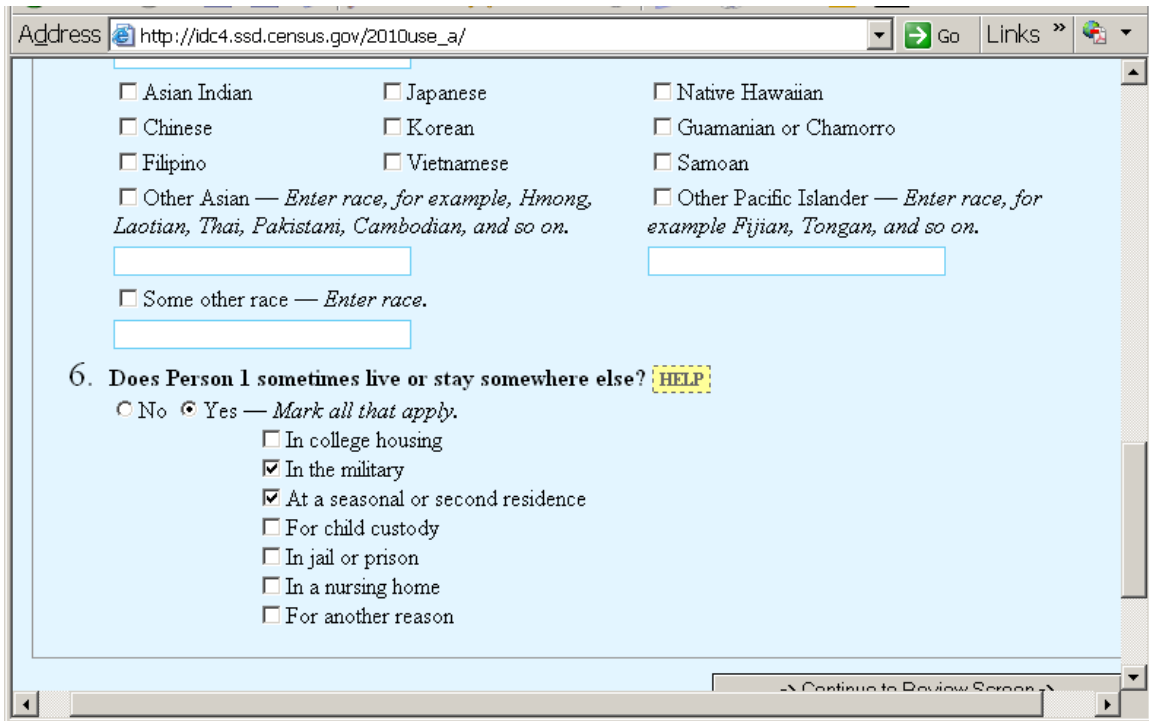 Address http://idc4.ssd.census.gov/2010use_a/ Go Links »
Asian Indian Japanese Native Hawaiian
Chinese Korean Guamanian or Chamorro
Filipino Vietnamese Samoan
Other Asian — Enter race, for example, Hmong, Other Pacific Islander — Enter race, for
Laotian, Thai, Pakistani, Cambodian, and so on. example Fijian, Tongan, and so on.
Some other race — Enter race.
6. Does Person 1 sometimes live or stay somewhere else? HELP
No Yes — Mark all that apply.
In college housing
In the military
At a seasonal or second residence
For child custody
In jail or prison
In a nursing home
For another reason
-> Continue to Review Screen ->